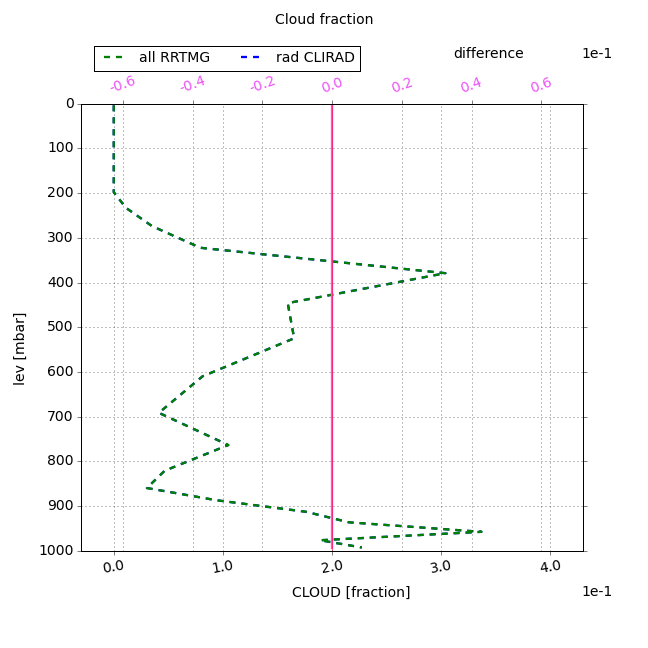 Cloud fraction
all RRTMG rad CLIRAD difference 1e-1
-0.6 -0.4 -0.2 0.0 0.2 0.4 0.6
0
100
200
300
400
500
600
700
800
900
1000
lev [mbar]
0.0 1.0 2.0 3.0 4.0
CLOUD [fraction] 1e-1